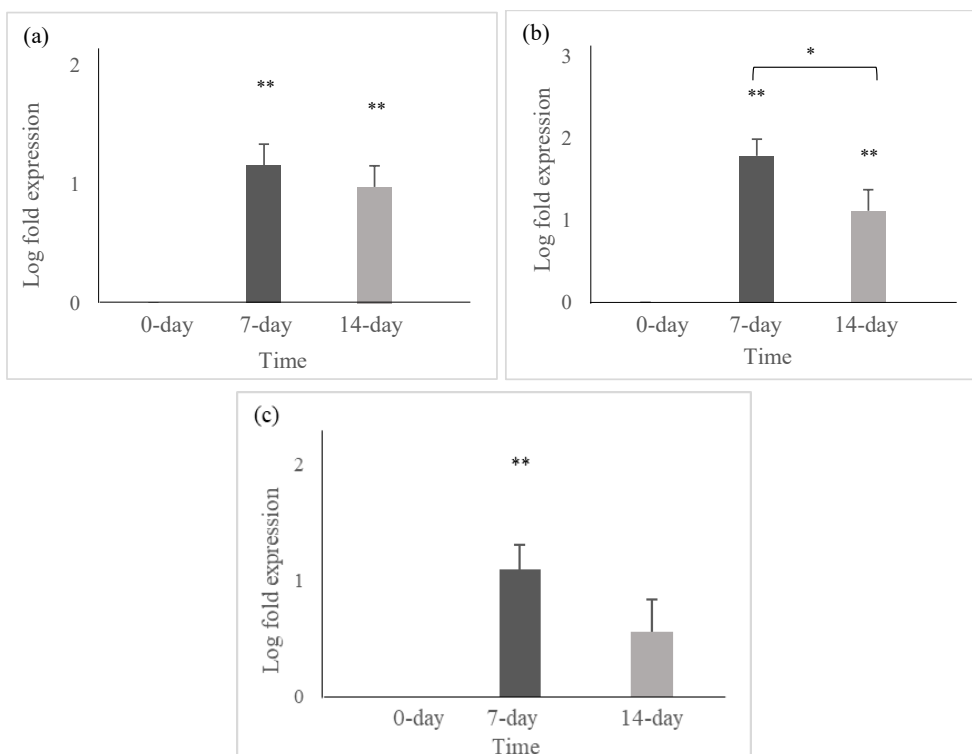 (a)
Log fold expression
2
1
0
**
**
0-day 7-day 14-day
Time
(b)
Log fold expression
3
2
1
0
*
**
**
0-day 7-day 14-day
Time
(c)
Log fold expression
2
1
0
**
0-day 7-day 14-day
Time